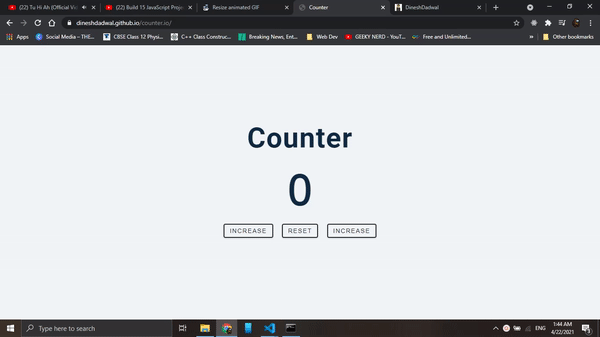 (22) Tu Hi Ah (Official Vi
(22) Build 15 JavaScript Proje
Resize animated GIF
Counter
DineshDadwal
dineshdadwal.github.io/counter.io/
Apps
Social Media – THE...
CBSE Class 12 Physi...
C++ Class Construc...
Breaking News, Ent...
Web Dev
GEEKY NERD - YouT...
Free and Unlimited...
»
Other bookmarks
Counter
0
INCREASE RESET INCREASE
Type here to search
ENG
1:44 AM
4/22/2021